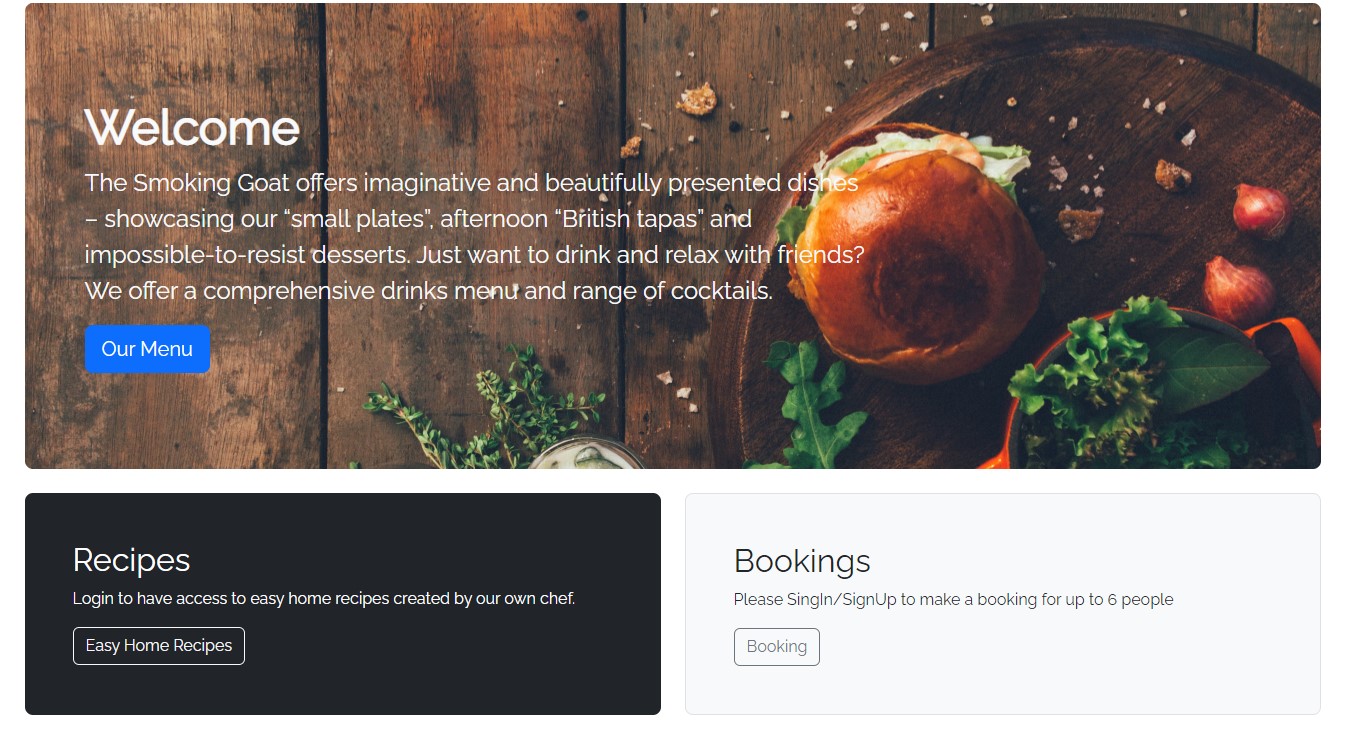 Welcome
The Smoking Goat offers imaginative and beautifully presented dishes
– showcasing our “small plates”, afternoon “British tapas” and
impossible-to-resist desserts. Just want to drink and relax with friends?
We offer a comprehensive drinks menu and range of cocktails.
Our Menu
Recipes
Login to have access to easy home recipes created by our own chef.
Easy Home Recipes
Bookings
Please SingIn/SignUp to make a booking for up to 6 people
Booking